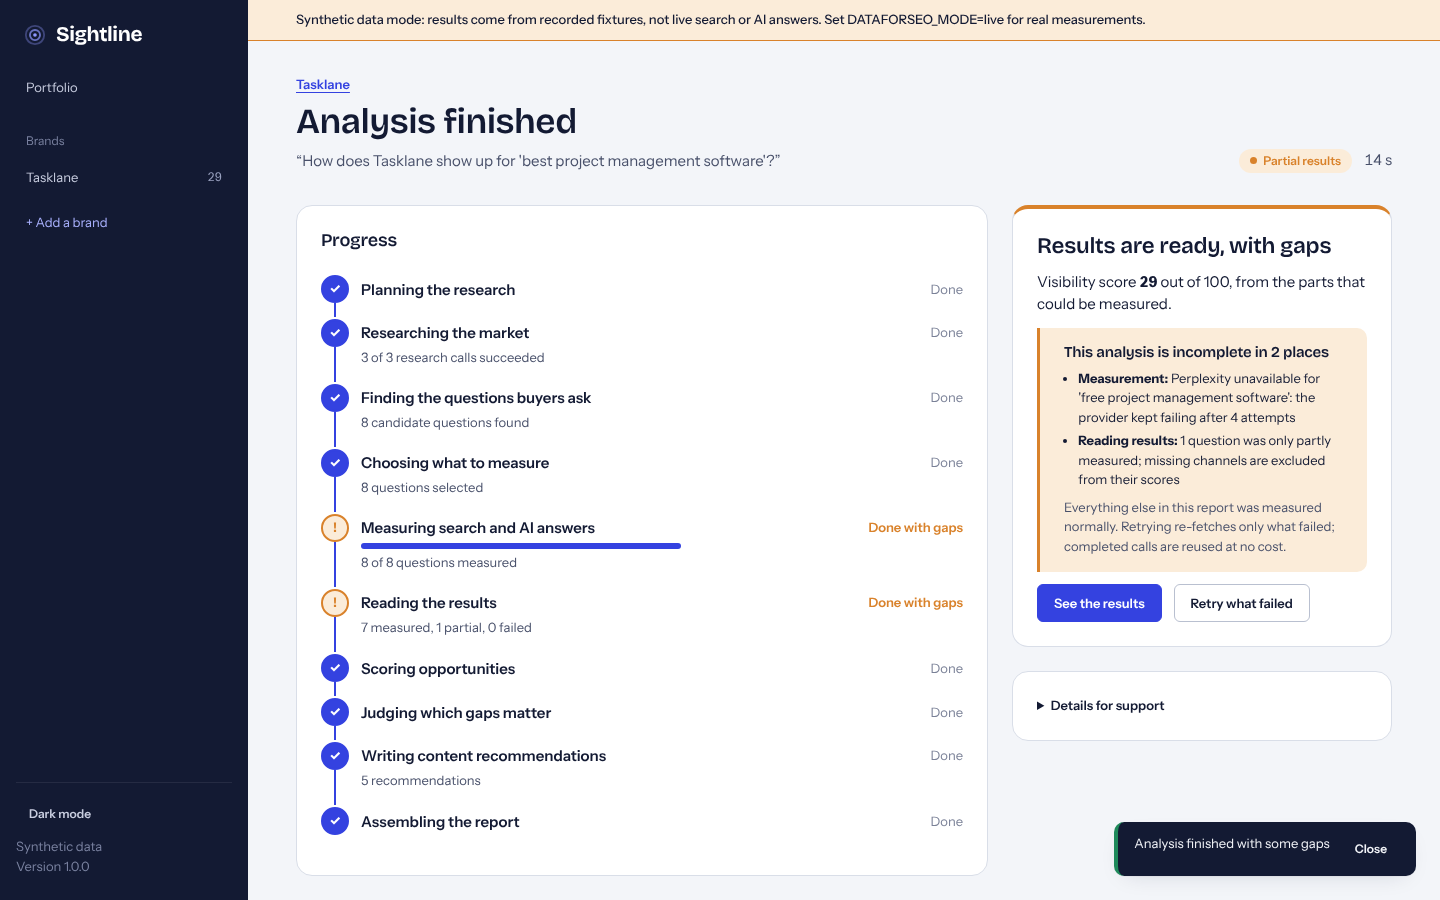 Sightline
Portfolio
Brands
Tasklane 29
+ Add a brand
Dark mode
Synthetic data
Version 1.0.0
Synthetic data mode: results come from recorded fixtures, not live search or AI answers. Set DATAFORSEO_MODE=live for real measurements.
Tasklane
Analysis finished
“How does Tasklane show up for 'best project management software'?”
Partial results 14 s
Progress
Planning the research Done
Researching the market Done
3 of 3 research calls succeeded
Finding the questions buyers ask Done
8 candidate questions found
Choosing what to measure Done
8 questions selected
! Measuring search and AI answers Done with gaps
8 of 8 questions measured
! Reading the results Done with gaps
7 measured, 1 partial, 0 failed
Scoring opportunities Done
Judging which gaps matter Done
Writing content recommendations Done
5 recommendations
Assembling the report Done
Results are ready, with gaps
Visibility score 29 out of 100, from the parts that
could be measured.
This analysis is incomplete in 2 places
• Measurement: Perplexity unavailable for
'free project management software': the
provider kept failing after 4 attempts
• Reading results: 1 question was only partly
measured; missing channels are excluded
from their scores
Everything else in this report was measured
normally. Retrying re-fetches only what failed;
completed calls are reused at no cost.
See the results Retry what failed
Details for support
Analysis finished with some gaps Close